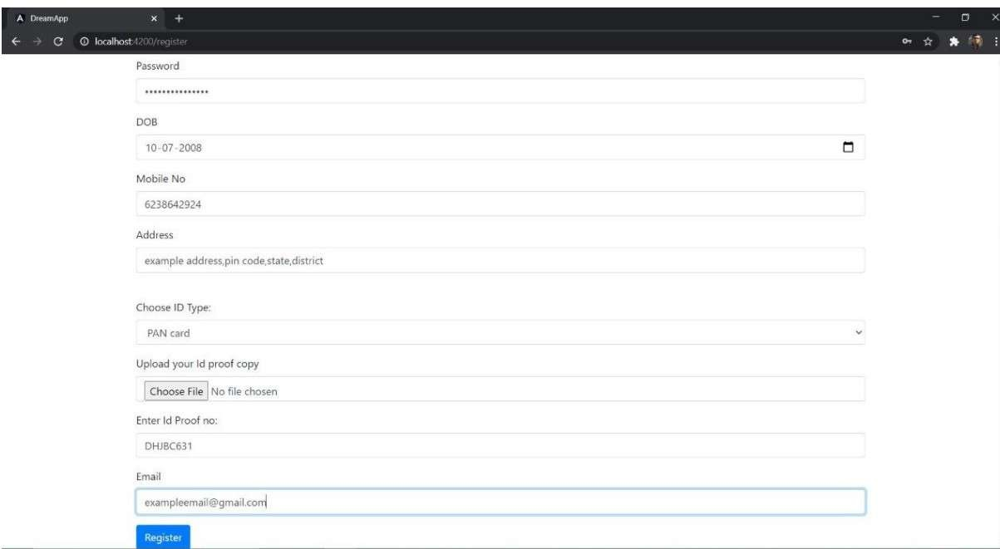 DreamApp
localhost:4200/register
Password
•••••••••••••••
DOB
10-07-2008
Mobile No
6238642924
Address
example address,pin code,state,district
Choose ID Type:
PAN card
Upload your Id proof copy
Choose File No file chosen
Enter Id Proof no:
DHJBC631
Email
exampleemail@gmail.com
Register